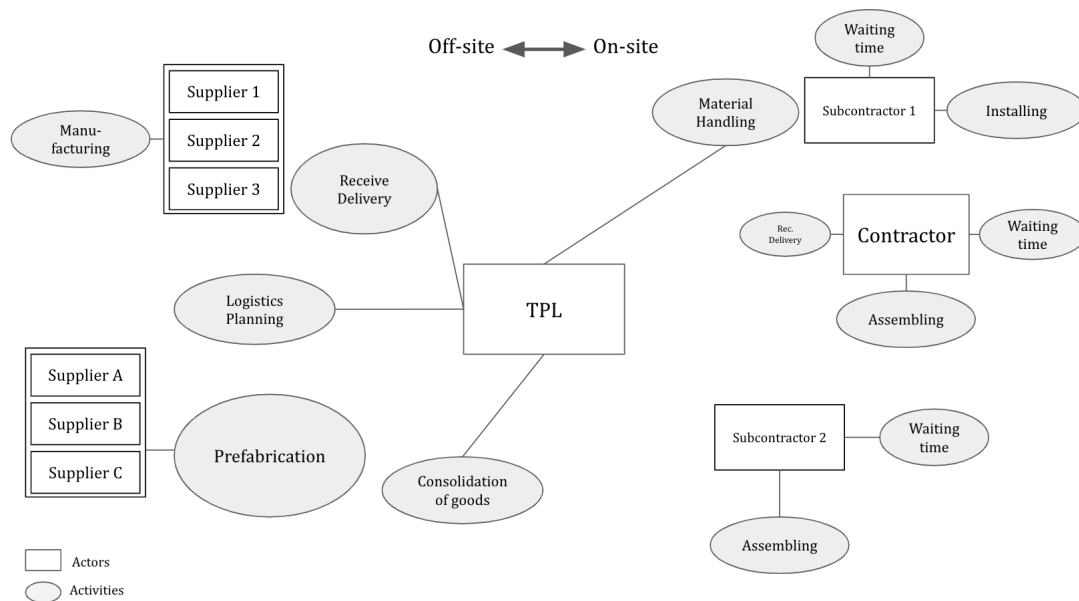 Off-site
On-site
Waiting
time
Supplier 1
Supplier 2
Supplier 3
Manu-
facturing
Receive
Delivery
Material
Handling
Subcontractor 1
Installing
Rec.
Delivery
Contractor
Waiting
time
Assembling
Logistics
Planning
TPL
Supplier A
Supplier B
Supplier C
Prefabrication
Consolidation
of goods
Subcontractor 2
Waiting
time
Assembling
Actors
Activities